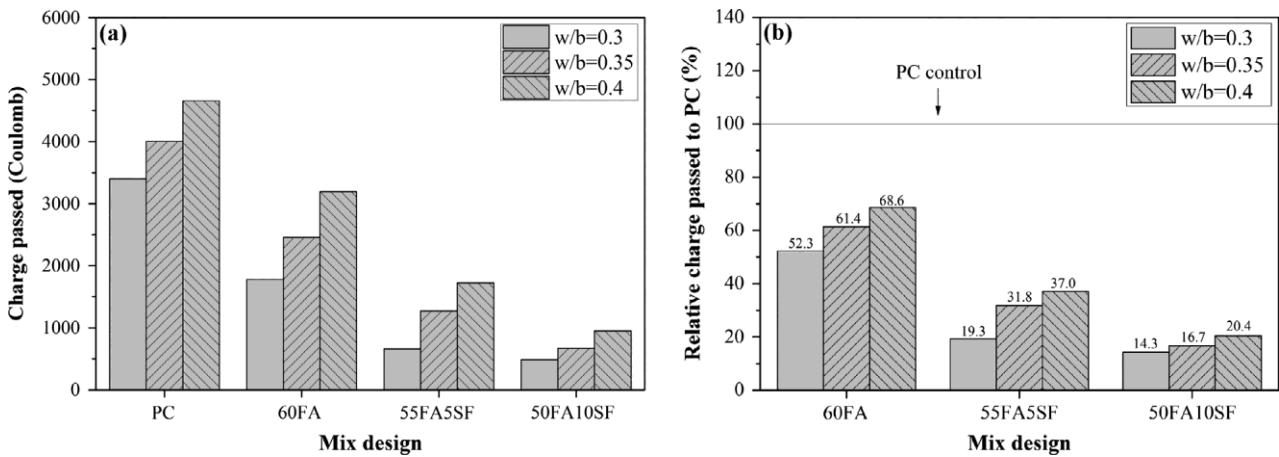 (a)
w/b=0.3
w/b=0.35
w/b=0.4
Charge passed (Coulomb)
6000
5000
4000
3000
2000
1000
0
PC
60FA
55FA5SF
50FA10SF
Mix design
(b)
w/b=0.3
w/b=0.35
w/b=0.4
PC control
Relative charge passed to PC (%)
140
120
100
80
60
40
20
0
52.3
61.4
68.6
19.3
31.8
37.0
14.3
16.7
20.4
60FA
55FA5SF
50FA10SF
Mix design